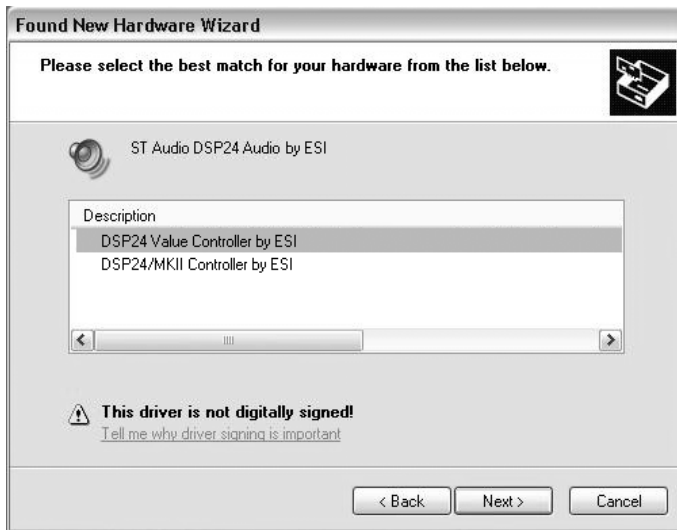 Found New Hardware Wizard
Please select the best match for your hardware from the list below.
ST Audio DSP24 Audio by ESI
Description
DSP24 Value Controller by ESI
DSP24/MKII Controller by ESI
This driver is not digitally signed!
Tell me why driver signing is important
< Back
Next >
Cancel